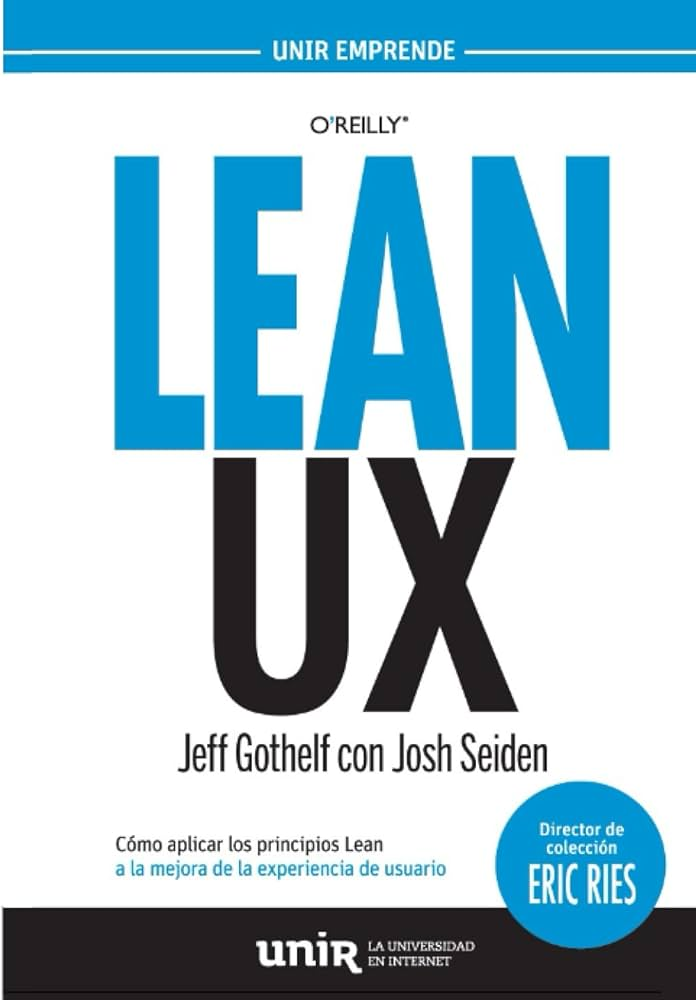 UNIR EMPRENDE
O'REILLY®
LEAN
UX
Jeff Gothelf con Josh Seiden
Cómo aplicar los principios Lean
a la mejora de la experiencia de usuario
Director de
colección
ERIC RIES
unir
LA UNIVERSIDAD
EN INTERNET